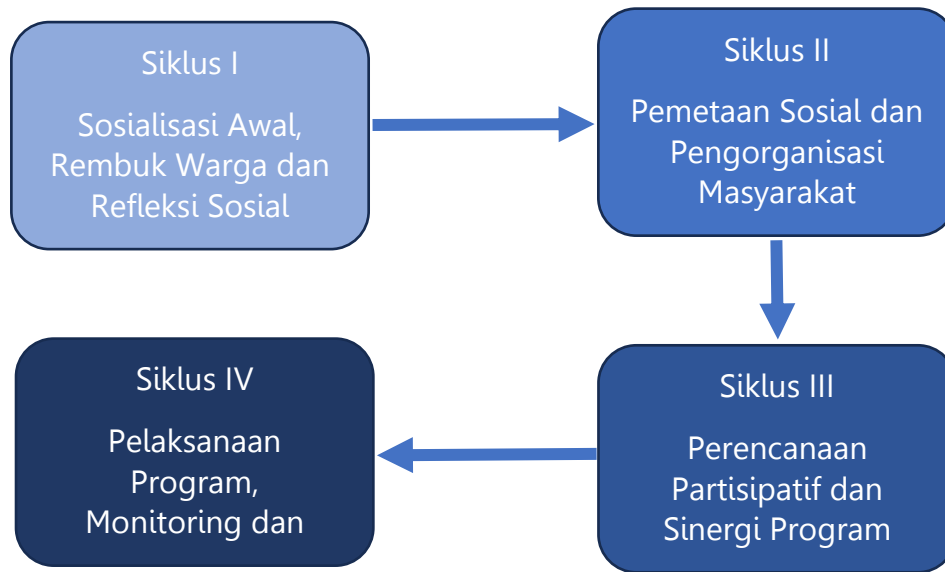 Siklus I
Sosialisasi Awal,
Rembuk Warga dan
Refleksi Sosial
Siklus II
Pemetaan Sosial dan
Pengorganisasi
Masyarakat
Siklus III
Perencanaan
Partisipatif dan
Sinergi Program
Siklus IV
Pelaksanaan
Program,
Monitoring dan